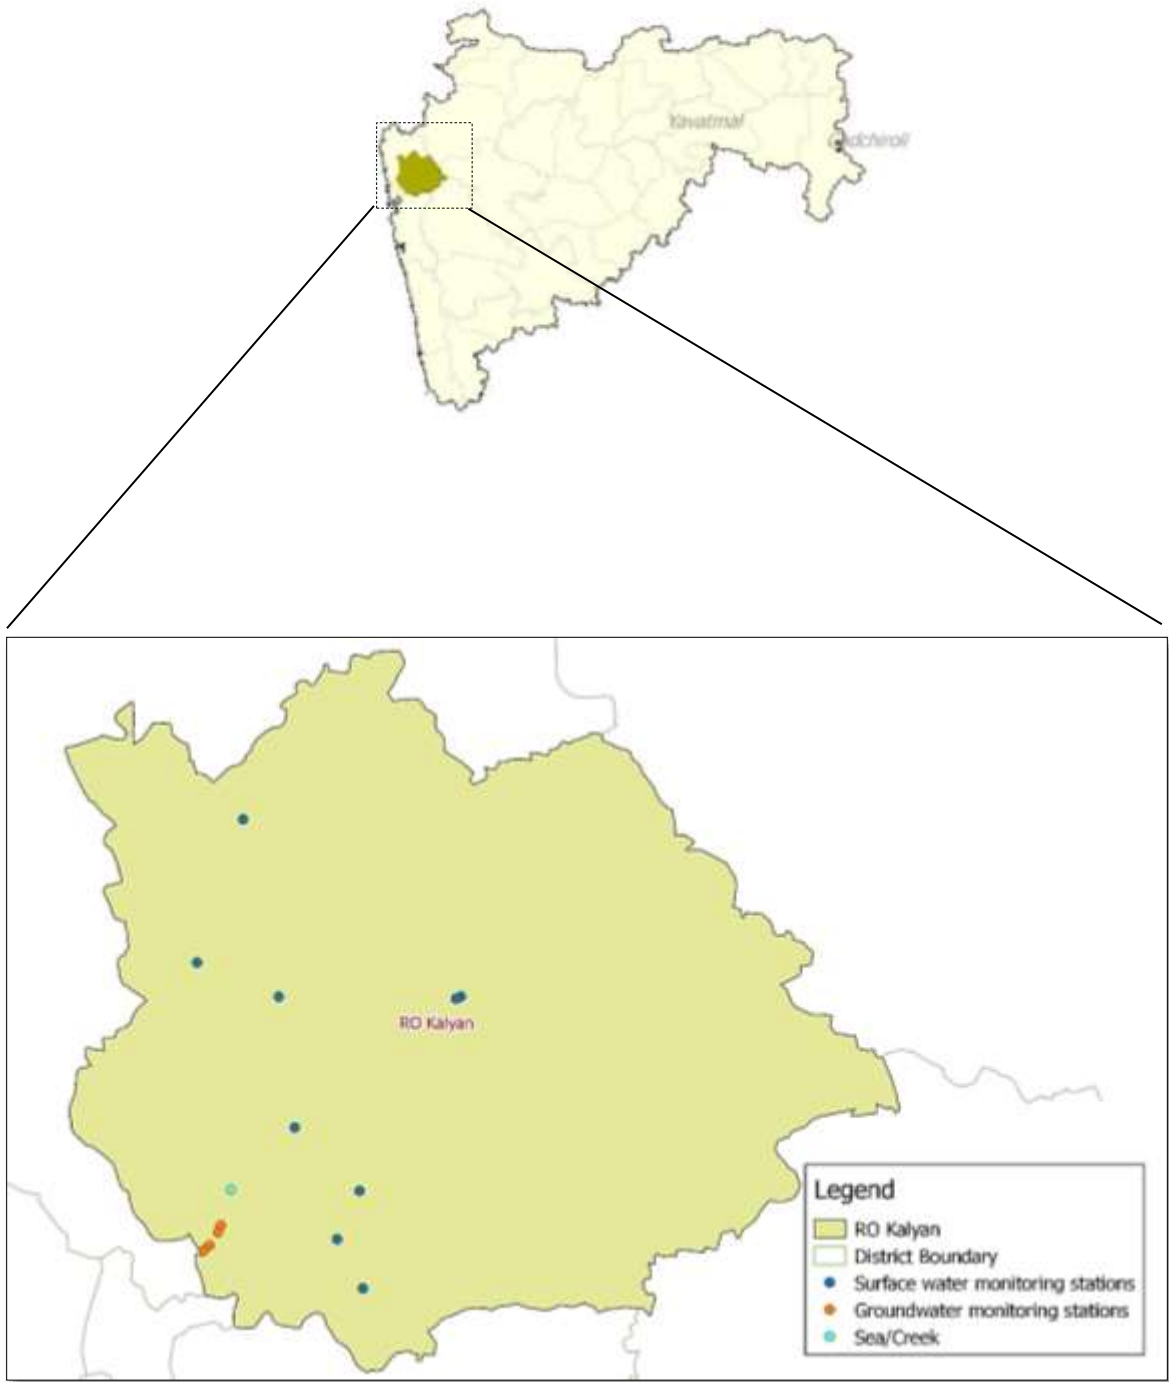 Yavatmal
RO Kalyan
Legend
RO Kalyan
District Boundary
Surface water monitoring stations
Groundwater monitoring stations
Sea/Creek